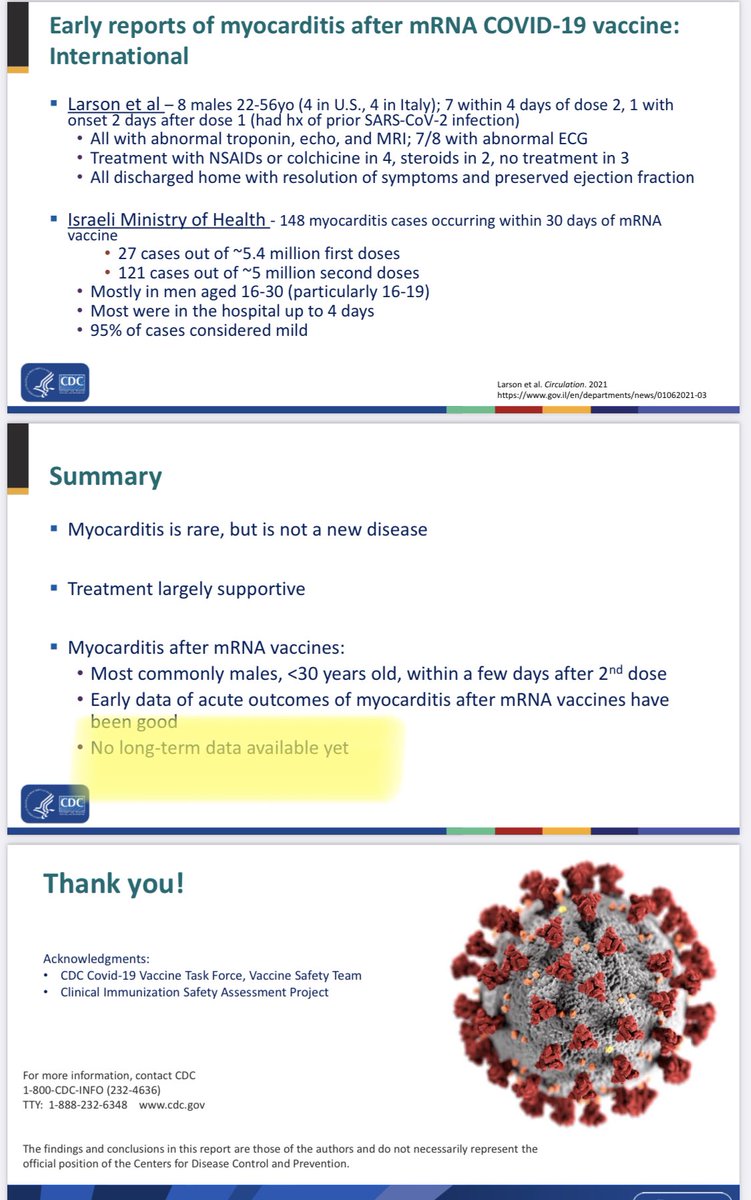 Early reports of myocarditis after mRNA COVID-19 vaccine:
International
▪ Larson et al – 8 males 22-56yo (4 in U.S., 4 in Italy); 7 within 4 days of dose 2, 1 with
onset 2 days after dose 1 (had hx of prior SARS-CoV-2 infection)
• All with abnormal troponin, echo, and MRI; 7/8 with abnormal ECG
• Treatment with NSAIDs or colchicine in 4, steroids in 2, no treatment in 3
• All discharged home with resolution of symptoms and preserved ejection fraction
▪ Israeli Ministry of Health - 148 myocarditis cases occurring within 30 days of mRNA
vaccine
• 27 cases out of ~5.4 million first doses
• 121 cases out of ~5 million second doses
• Mostly in men aged 16-30 (particularly 16-19)
• Most were in the hospital up to 4 days
• 95% of cases considered mild
CDC
Larson et al. Circulation. 2021
https://www.gov.il/en/departments/news/01062021-03
Summary
▪ Myocarditis is rare, but is not a new disease
▪ Treatment largely supportive
▪ Myocarditis after mRNA vaccines:
• Most commonly males, <30 years old, within a few days after 2nd dose
• Early data of acute outcomes of myocarditis after mRNA vaccines have
been good
• No long-term data available yet
CDC
Thank you!
Acknowledgments:
• CDC Covid-19 Vaccine Task Force, Vaccine Safety Team
• Clinical Immunization Safety Assessment Project
For more information, contact CDC
1-800-CDC-INFO (232-4636)
TTY: 1-888-232-6348 www.cdc.gov
The findings and conclusions in this report are those of the authors and do not necessarily represent the
official position of the Centers for Disease Control and Prevention.